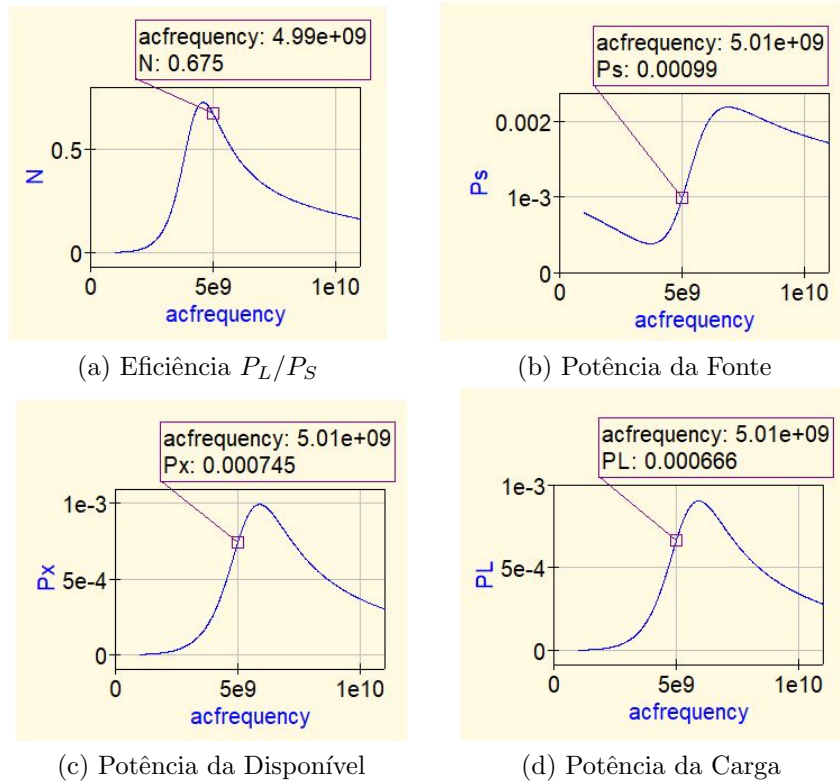 acfrequency: 4.99e+09
N: 0.675
0.5
0
N
0
5e9
1e10
acfrequency
(a) Eficiência P_L/P_S
acfrequency: 5.01e+09
Ps: 0.00099
0.002
1e-3
0
Ps
0
5e9
1e10
acfrequency
(b) Potência da Fonte
acfrequency: 5.01e+09
Px: 0.000745
1e-3
5e-4
0
Px
0
5e9
1e10
acfrequency
(c) Potência da Disponível
acfrequency: 5.01e+09
PL: 0.000666
1e-3
5e-4
0
PL
0
5e9
1e10
acfrequency
(d) Potência da Carga